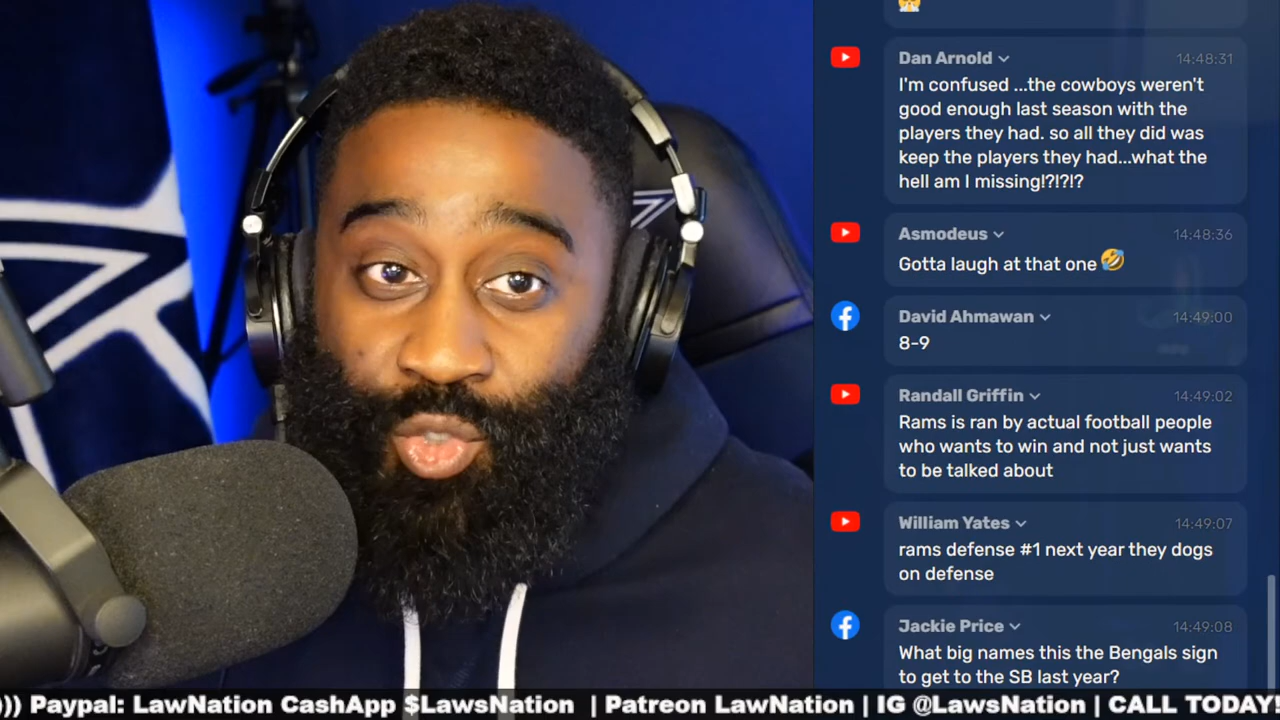 Dan Arnold 14:48:31
I'm confused ...the cowboys weren't
good enough last season with the
players they had. so all they did was
keep the players they had...what the
hell am I missing!?!?!?
Asmodeus 14:48:36
Gotta laugh at that one 🤣
David Ahmawan 14:49:00
8-9
Randall Griffin 14:49:02
Rams is ran by actual football people
who wants to win and not just wants
to be talked about
William Yates 14:49:07
rams defense #1 next year they dogs
on defense
Jackie Price 14:49:08
What big names this the Bengals sign
to get to the SB last year?
))) Paypal: LawNation CashApp $LawsNation | Patreon LawNation | IG @LawsNation | CALL TODAY!